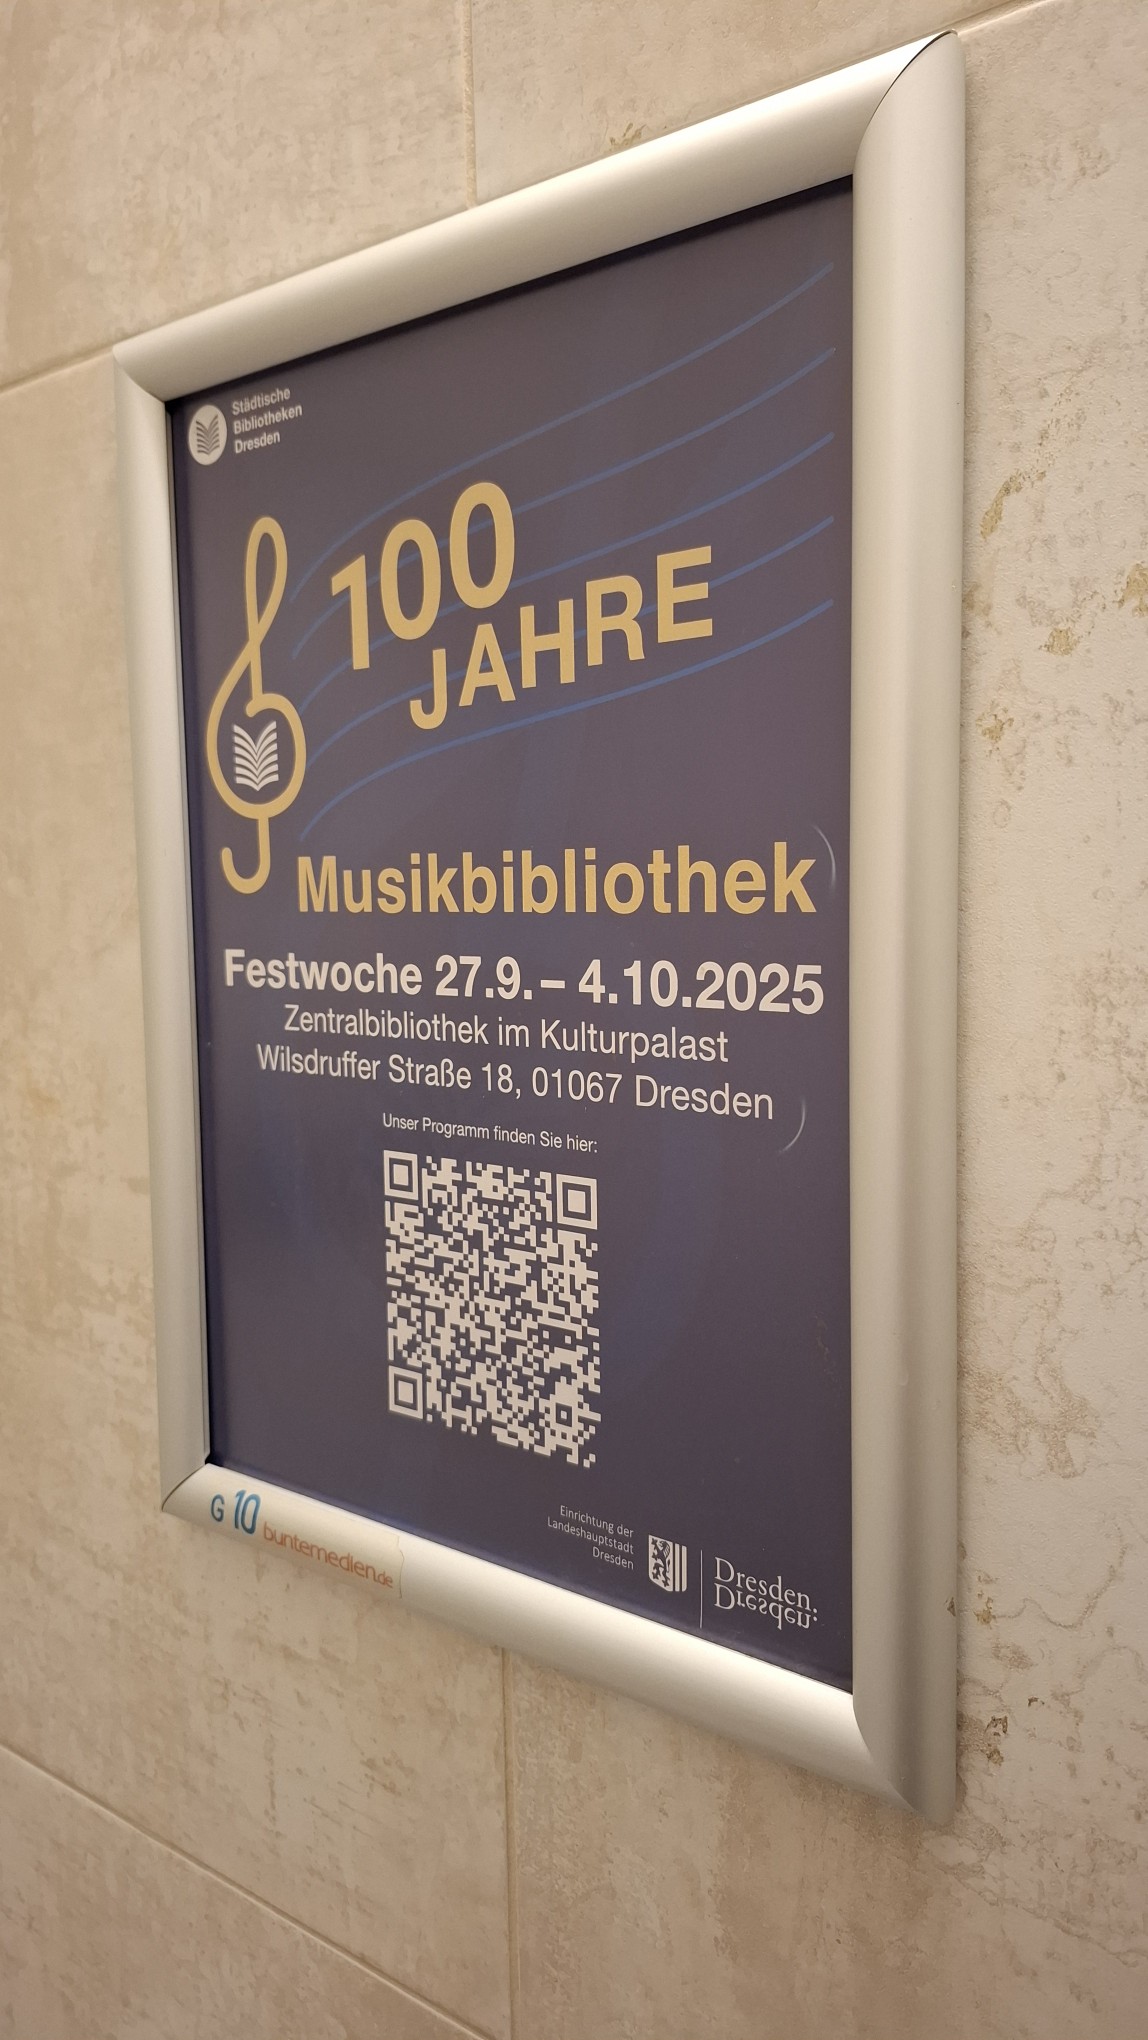 Städtische
Bibliotheken
Dresden
100
JAHRE
Musikbibliothek
Festwoche 27.9. – 4.10.2025
Zentralbibliothek im Kulturpalast
Wilsdruffer Straße 18, 01067 Dresden
Unser Programm finden Sie hier:
Einrichtung der
Landeshauptstadt
Dresden
Dresden.
Dresden:
G 10 buntemedien.de